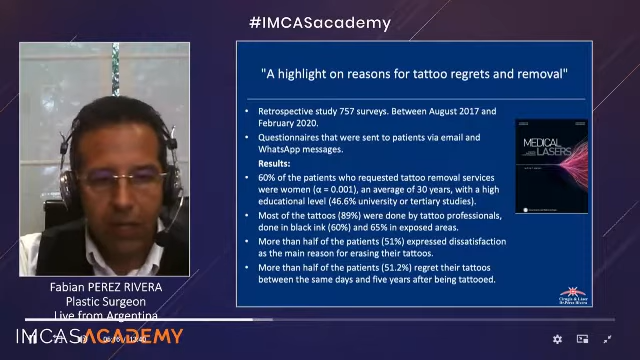 #IMCASacademy
"A highlight on reasons for tattoo regrets and removal"
• Retrospective study 757 surveys. Between August 2017 and
February 2020.
• Questionnaires that were sent to patients via email and
WhatsApp messages.
Results:
• 60% of the patients who requested tattoo removal services
were women (α = 0.001), an average of 30 years, with a high
educational level (46.6% university or tertiary studies).
• Most of the tattoos (89%) were done by tattoo professionals,
done in black ink (60%) and 65% in exposed areas.
• More than half of the patients (51%) expressed dissatisfaction
as the main reason for erasing their tattoos.
• More than half of the patients (51.2%) regret their tattoos
between the same days and five years after being tattooed.
MEDICAL
LASERS
Cirugía & Láser
Dr. Pérez Rivera
Fabian PEREZ RIVERA
Plastic Surgeon
Live from Argentina
IMCAS ACADEMY